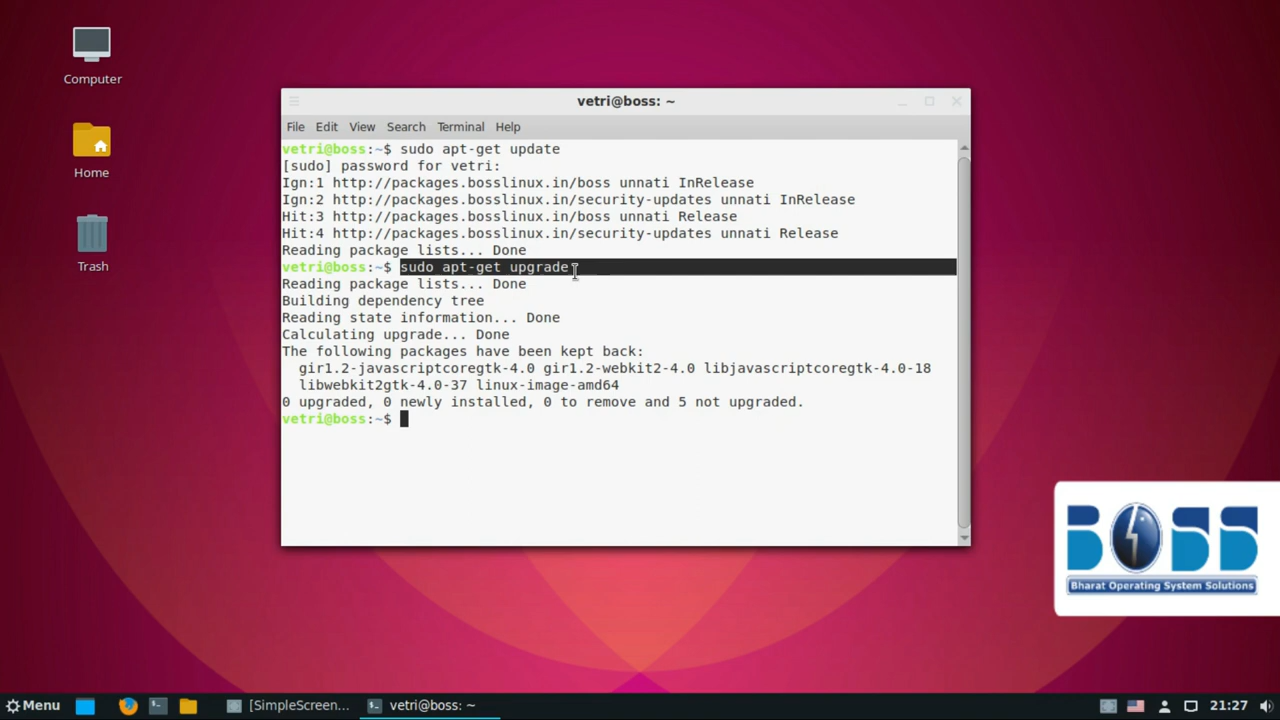 Computer
Home
Trash
vetri@boss: ~
File Edit View Search Terminal Help
vetri@boss:~$ sudo apt-get update
[sudo] password for vetri:
Ign:1 http://packages.bosslinux.in/boss unnati InRelease
Ign:2 http://packages.bosslinux.in/security-updates unnati InRelease
Hit:3 http://packages.bosslinux.in/boss unnati Release
Hit:4 http://packages.bosslinux.in/security-updates unnati Release
Reading package lists... Done
vetri@boss:~$ sudo apt-get upgrade
Reading package lists... Done
Building dependency tree
Reading state information... Done
Calculating upgrade... Done
The following packages have been kept back:
gir1.2-javascriptcoregtk-4.0 gir1.2-webkit2-4.0 libjavascriptcoregtk-4.0-18
libwebkit2gtk-4.0-37 linux-image-amd64
0 upgraded, 0 newly installed, 0 to remove and 5 not upgraded.
vetri@boss:~$
BOSS
Bharat Operating System Solutions
Menu [SimpleScreen... vetri@boss: ~ 21:27